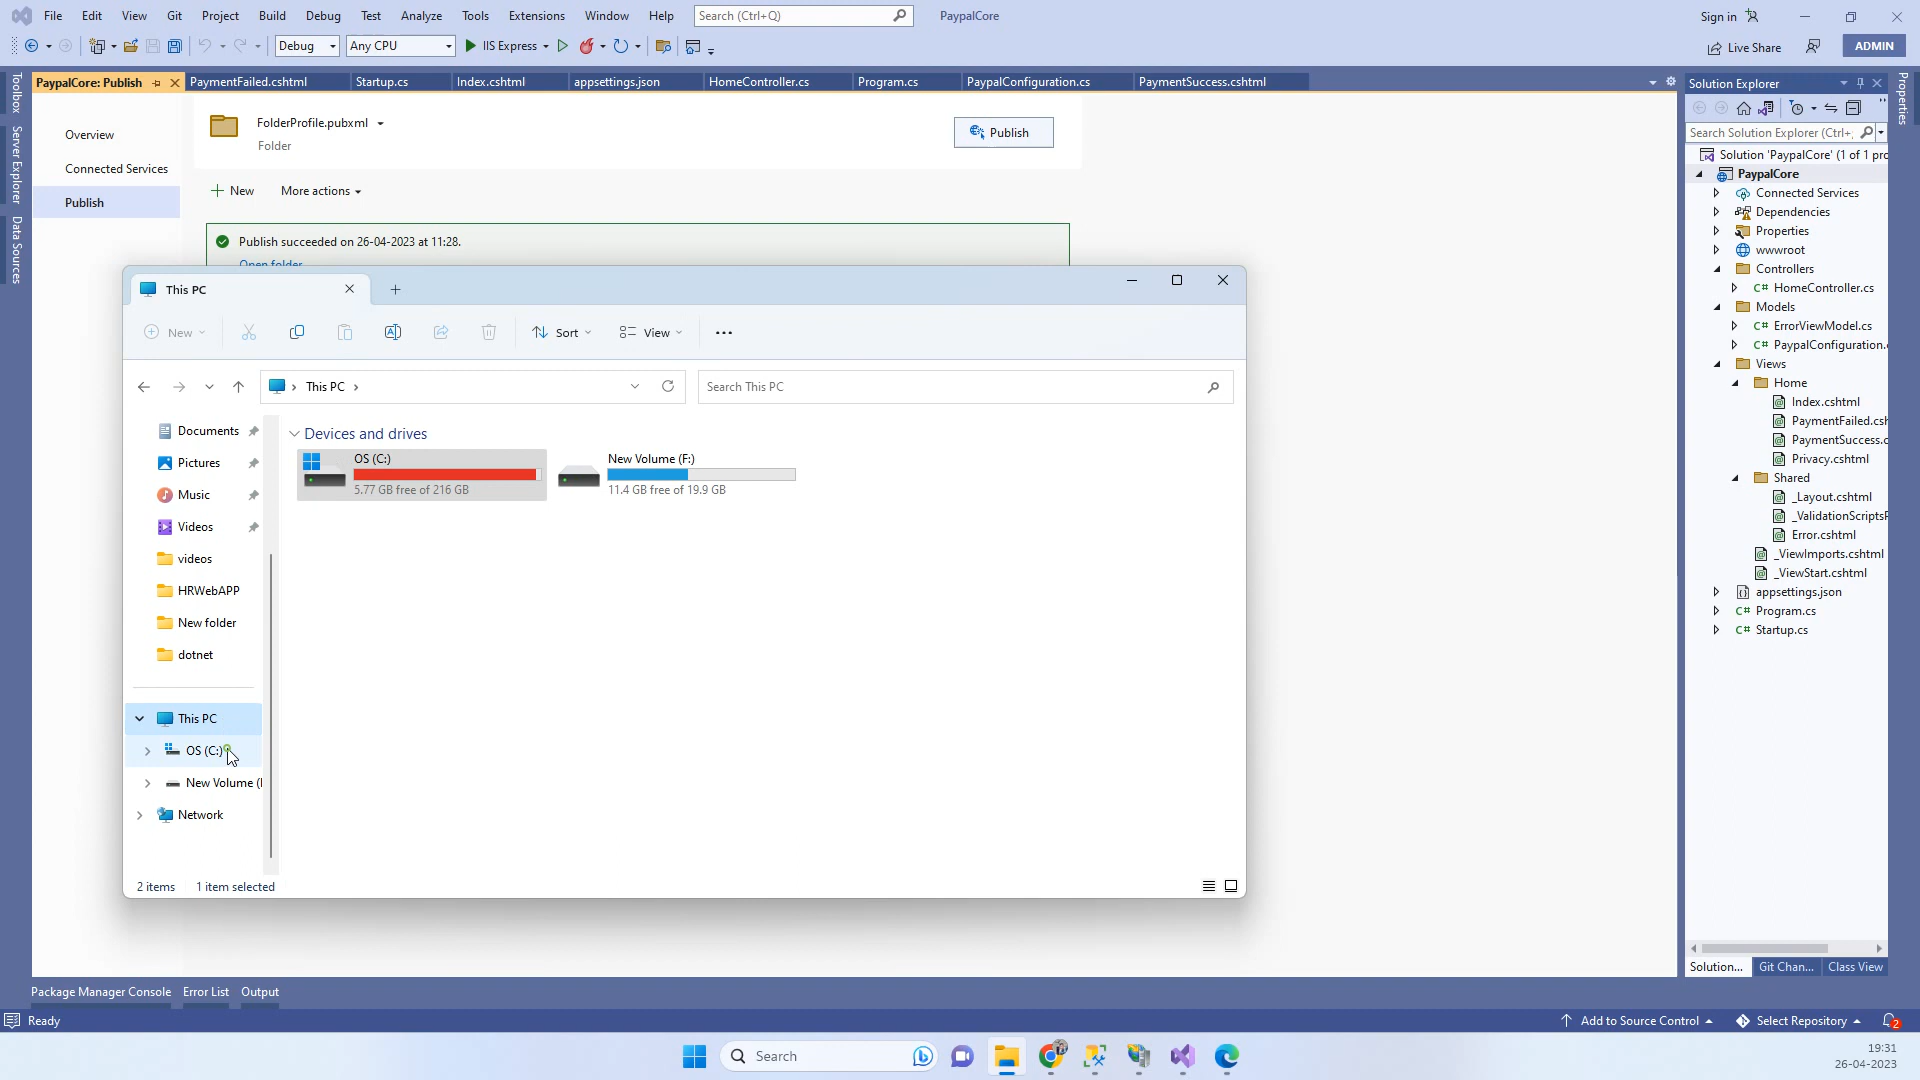 File Edit View Git Project Build Debug Test Analyze Tools Extensions Window Help Search (Ctrl+Q) PaypalCore Sign in
Debug Any CPU IIS Express Live Share ADMIN
PaypalCore: Publish PaymentFailed.cshtml Startup.cs Index.cshtml appsettings.json HomeController.cs Program.cs PaypalConfiguration.cs PaymentSuccess.cshtml
Toolbox
Server Explorer
Data Sources
Overview
Connected Services
Publish
FolderProfile.pubxml
Folder
Publish
New More actions
Publish succeeded on 26-04-2023 at 11:28.
Open folder
This PC
New Sort View
This PC
Search This PC
Documents
Pictures
Music
Videos
videos
HRWebAPP
New folder
dotnet
This PC
OS (C:)
New Volume (
Network
Devices and drives
OS (C:)
5.77 GB free of 216 GB
New Volume (F:)
11.4 GB free of 19.9 GB
2 items 1 item selected
Solution Explorer
Search Solution Explorer (Ctrl+;
Solution 'PaypalCore' (1 of 1 pro
PaypalCore
Connected Services
Dependencies
Properties
wwwroot
Controllers
C# HomeController.cs
Models
C# ErrorViewModel.cs
C# PaypalConfiguration.
Views
Home
Index.cshtml
PaymentFailed.csh
PaymentSuccess.c
Privacy.cshtml
Shared
_Layout.cshtml
_ValidationScriptsP
Error.cshtml
_ViewImports.cshtml
_ViewStart.cshtml
appsettings.json
C# Program.cs
C# Startup.cs
Solution... Git Chan... Class View
Properties
Package Manager Console Error List Output
Ready Add to Source Control Select Repository 2
Search
19:31
26-04-2023